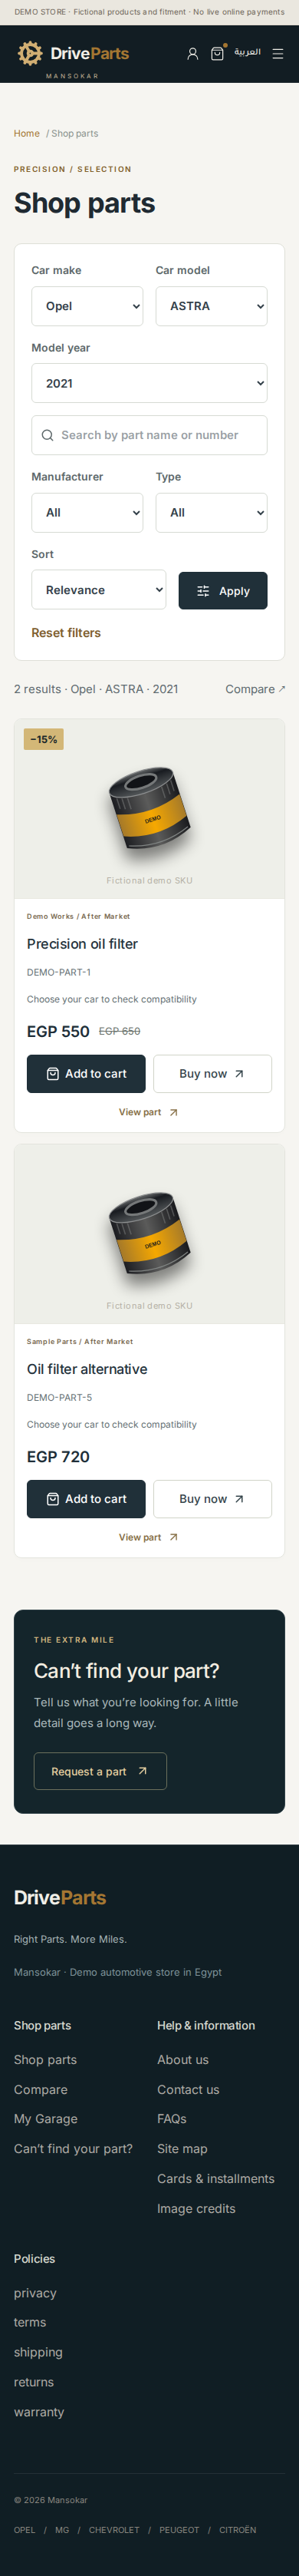 DEMO STORE · Fictional products and fitment · No live online payments
DriveParts
MANSOKAR
العربية
Home / Shop parts
PRECISION / SELECTION
Shop parts
Car make
Car model
Opel
ASTRA
Model year
2021
Search by part name or number
Manufacturer
Type
All
All
Sort
Relevance
Apply
Reset filters
2 results · Opel · ASTRA · 2021
Compare ↗
−15%
DEMO
Fictional demo SKU
Demo Works / After Market
Precision oil filter
DEMO-PART-1
Choose your car to check compatibility
EGP 550 EGP 650
Add to cart
Buy now
View part
DEMO
Fictional demo SKU
Sample Parts / After Market
Oil filter alternative
DEMO-PART-5
Choose your car to check compatibility
EGP 720
Add to cart
Buy now
View part
THE EXTRA MILE
Can’t find your part?
Tell us what you’re looking for. A little
detail goes a long way.
Request a part
DriveParts
Right Parts. More Miles.
Mansokar · Demo automotive store in Egypt
Shop parts
Shop parts
Compare
My Garage
Can’t find your part?
Help & information
About us
Contact us
FAQs
Site map
Cards & installments
Image credits
Policies
privacy
terms
shipping
returns
warranty
© 2026 Mansokar
OPEL / MG / CHEVROLET / PEUGEOT / CITROËN